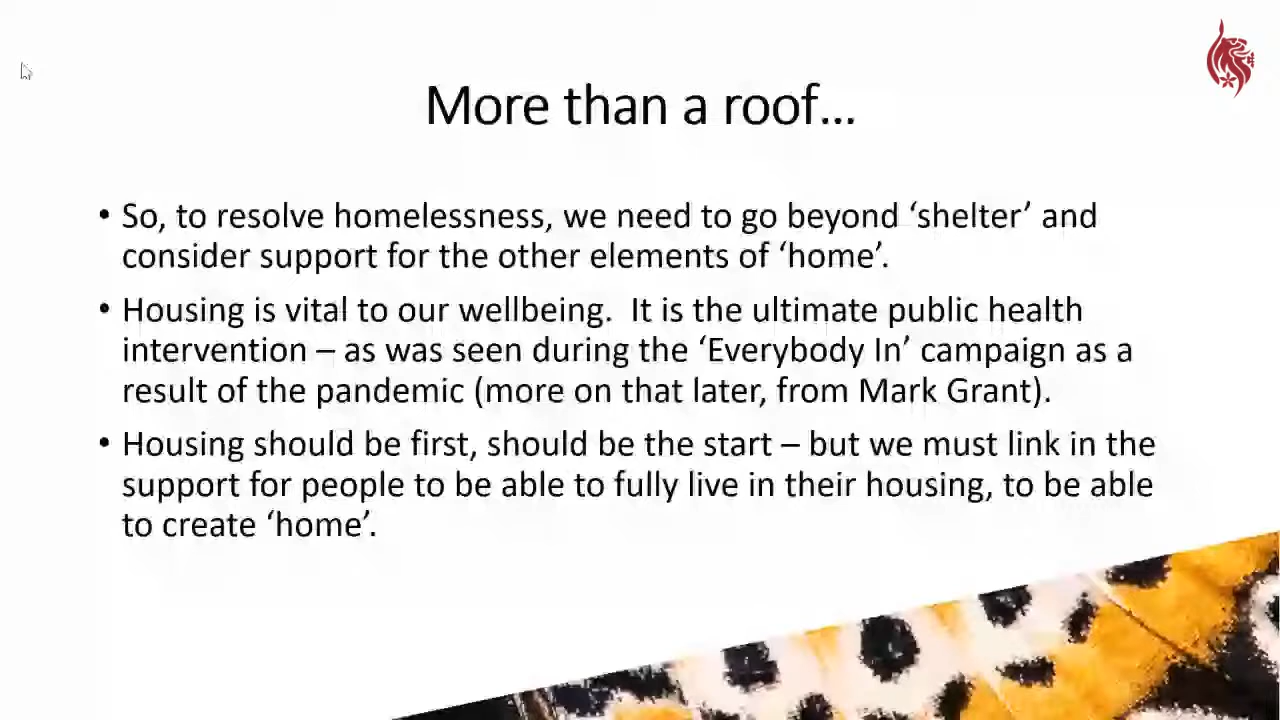 More than a roof...
• So, to resolve homelessness, we need to go beyond ‘shelter’ and
consider support for the other elements of ‘home’.
• Housing is vital to our wellbeing.  It is the ultimate public health
intervention – as was seen during the ‘Everybody In’ campaign as a
result of the pandemic (more on that later, from Mark Grant).
• Housing should be first, should be the start – but we must link in the
support for people to be able to fully live in their housing, to be able
to create ‘home’.